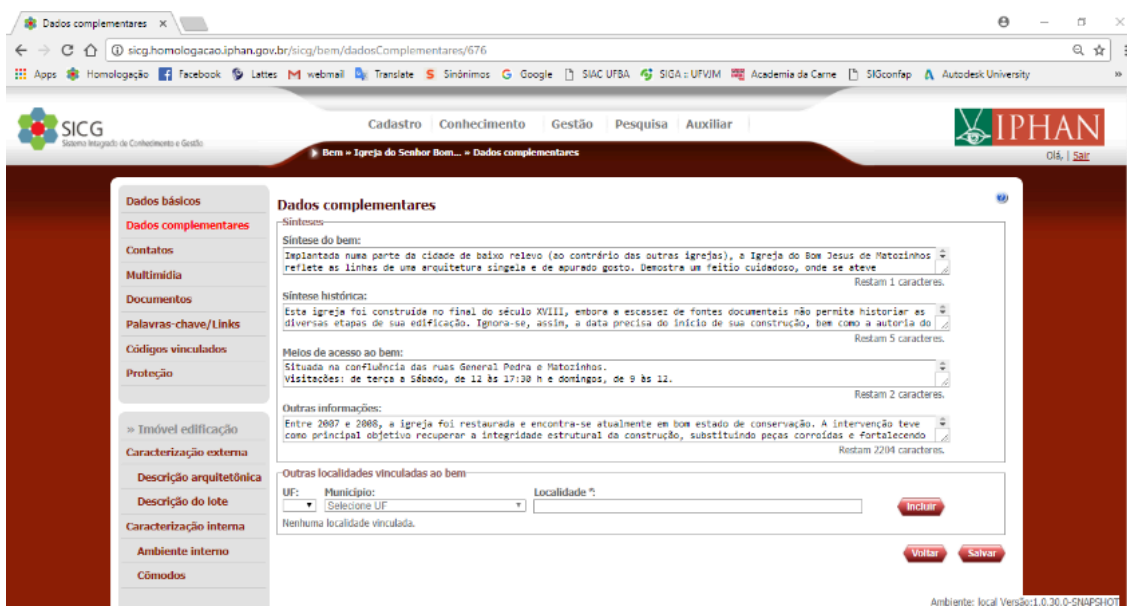 Dados complementares
sicg.homologacao.iphan.gov.br/sicg/bem/dadosComplementares/676
Apps Homologação Facebook Lattes webmail Translate Sinônimos Google SIAC UFBA SIGA :: UFVJM Academia da Carne SIGconfap Autodesk University
SICG
Sistema Integrado de Conhecimento e Gestão
Cadastro Conhecimento Gestão Pesquisa Auxiliar
IPHAN
Bem » Igreja do Senhor Bom... » Dados complementares
Olá, | Sair
Dados básicos
Dados complementares
Contatos
Multimídia
Documentos
Palavras-chave/Links
Códigos vinculados
Proteção
» Imóvel edificação
Caracterização externa
Descrição arquitetônica
Descrição do lote
Caracterização interna
Ambiente interno
Cômodos
Dados complementares
Sínteses
Síntese do bem:
Implantada numa parte da cidade de baixo relevo (ao contrário das outras igrejas), a Igreja do Bom Jesus de Matozinhos
reflete as linhas de uma arquitetura singela e de apurado gosto. Demostra um feitio cuidadoso, onde se ateve
Restam 1 caracteres.
Síntese histórica:
Esta igreja foi construída no final do século XVIII, embora a escassez de fontes documentais não permita historiar as
diversas etapas de sua edificação. Ignora-se, assim, a data precisa do início de sua construção, bem como a autoria do
Restam 5 caracteres.
Meios de acesso ao bem:
Situada na confluência das ruas General Pedra e Matozinhos.
Visitações: de terça a Sábado, de 12 às 17:30 h e domingos, de 9 às 12.
Restam 2 caracteres.
Outras informações:
Entre 2007 e 2008, a igreja foi restaurada e encontra-se atualmente em bom estado de conservação. A intervenção teve
como principal objetivo recuperar a integridade estrutural da construção, substituindo peças corroídas e fortalecendo
Restam 2204 caracteres.
Outras localidades vinculadas ao bem
UF: Município: Localidade *:
Selecione UF
Incluir
Nenhuma localidade vinculada.
Voltar Salvar
Ambiente: local Versão:1.0.30.0-SNAPSHOT